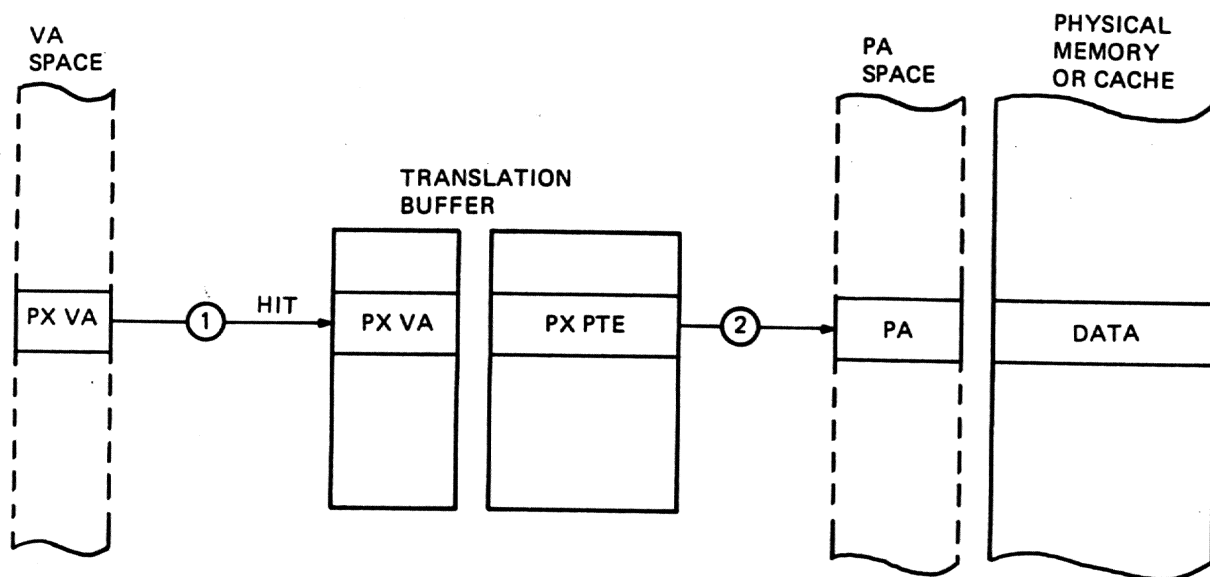 VA
SPACE
PA
SPACE
PHYSICAL
MEMORY
OR CACHE
TRANSLATION
BUFFER
PX VA
1
HIT
PX VA
PX PTE
2
PA
DATA